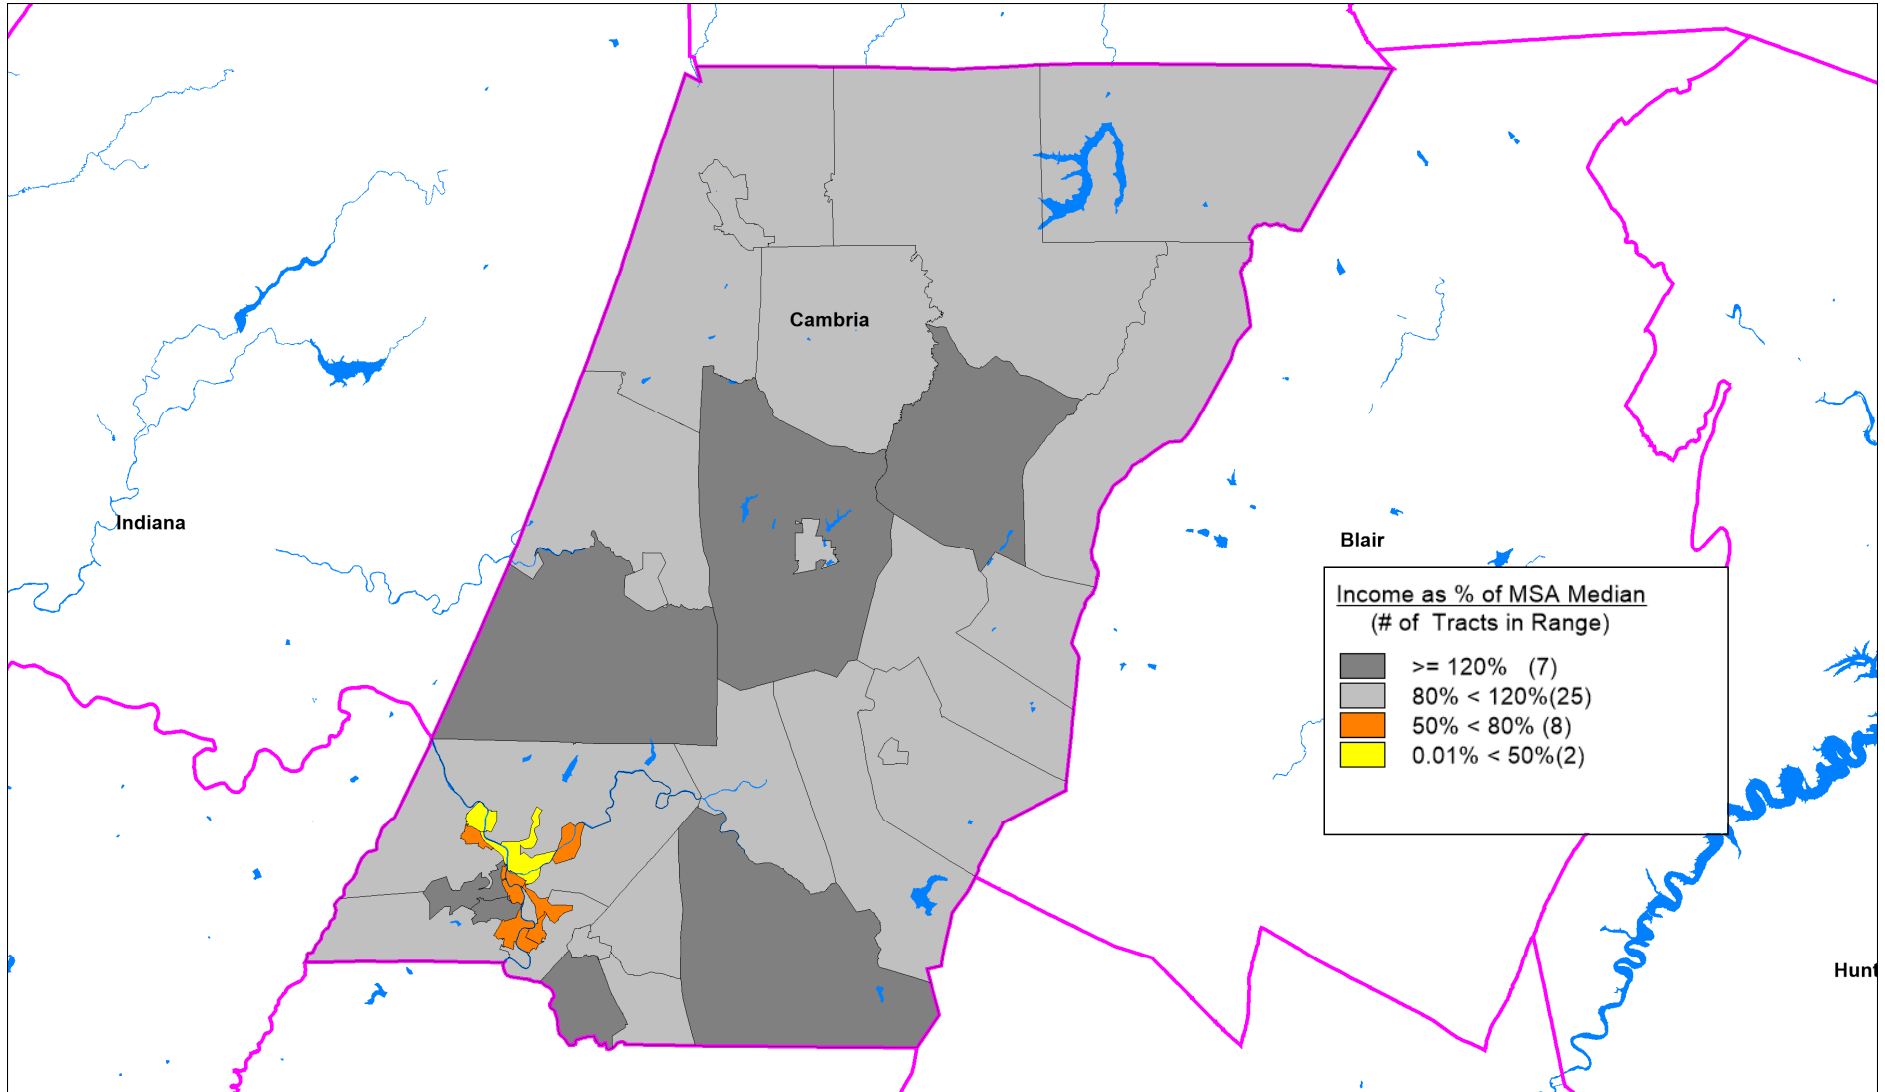 Cambria
Indiana
Blair
Income as % of MSA Median
(# of Tracts in Range)
>= 120% (7)
80% < 120%(25)
50% < 80% (8)
0.01% < 50%(2)
Hunt